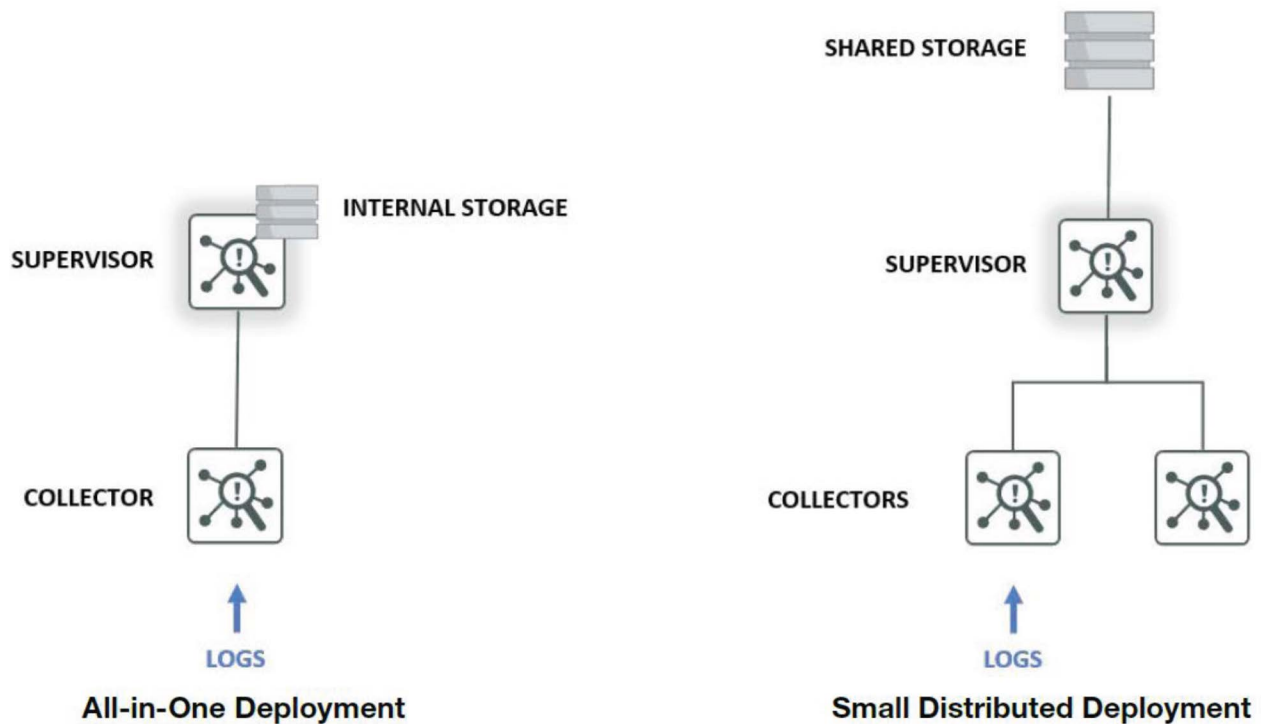 SHARED STORAGE
INTERNAL STORAGE
SUPERVISOR
SUPERVISOR
COLLECTOR
COLLECTORS
LOGS
LOGS
All-in-One Deployment
Small Distributed Deployment